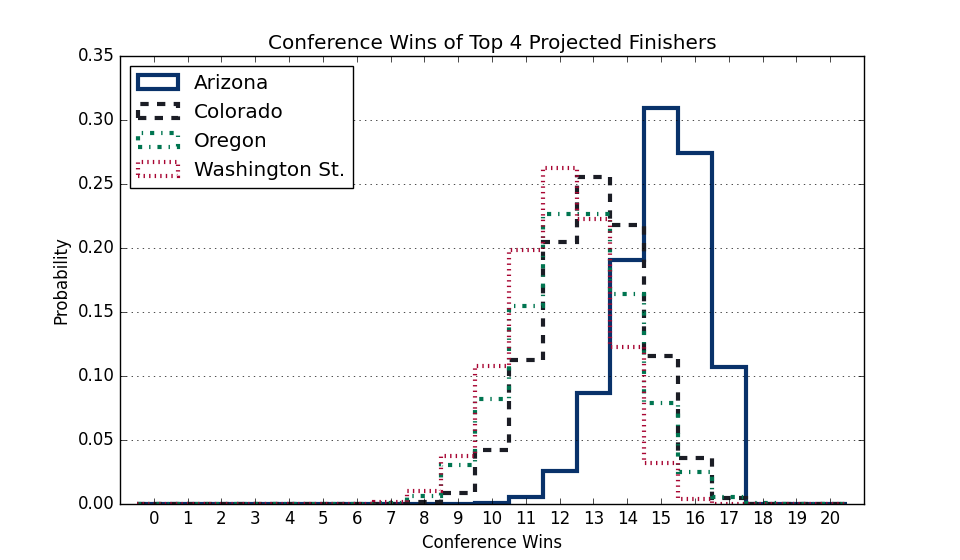 Conference Wins of Top 4 Projected Finishers
0.35
0.30
0.25
0.20
0.15
0.10
0.05
0.00
Probability
Arizona
Colorado
Oregon
Washington St.
0 1 2 3 4 5 6 7 8 9 10 11 12 13 14 15 16 17 18 19 20
Conference Wins